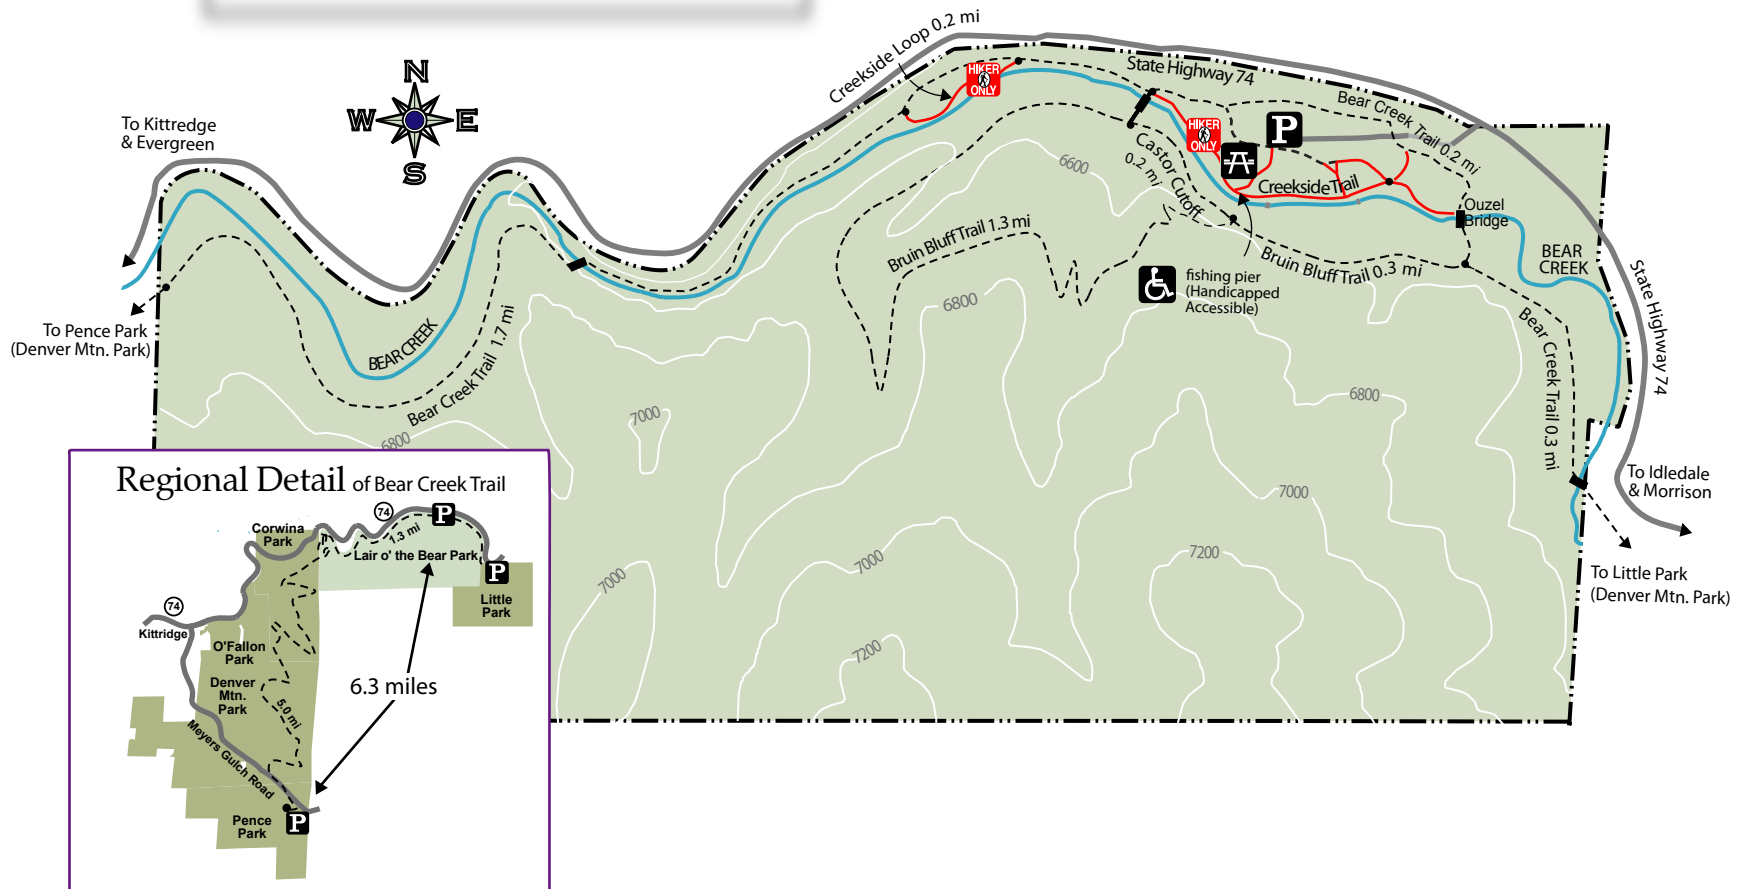 Creekside Loop 0.2 mi
N
W
E
S
To Kittredge
& Evergreen
HIKER
ONLY
State Highway 74
Bear Creek Trail 0.2 mi
HIKER
ONLY
P
Castor Cutoff
0.2 mi
6600
Creekside Trail
Ouzel
Bridge
Bruin Bluff Trail 1.3 mi
Bruin Bluff Trail 0.3 mi
BEAR
CREEK
State Highway 74
fishing pier
(Handicapped
Accessible)
To Pence Park
(Denver Mtn. Park)
BEAR CREEK
Bear Creek Trail 1.7 mi
6800
6800
Bear Creek Trail 0.3 mi
6800
7000
7000
To Idledale
& Morrison
7000
7000
7200
7200
To Little Park
(Denver Mtn. Park)
Regional Detail of Bear Creek Trail
74
P
Corwina
Park
1.3 mi
Lair o' the Bear Park
P
Little
Park
74
Kittridge
O'Fallon
Park
Denver
Mtn.
Park
6.3 miles
5.0 mi
Meyers Gulch Road
Pence
Park
P